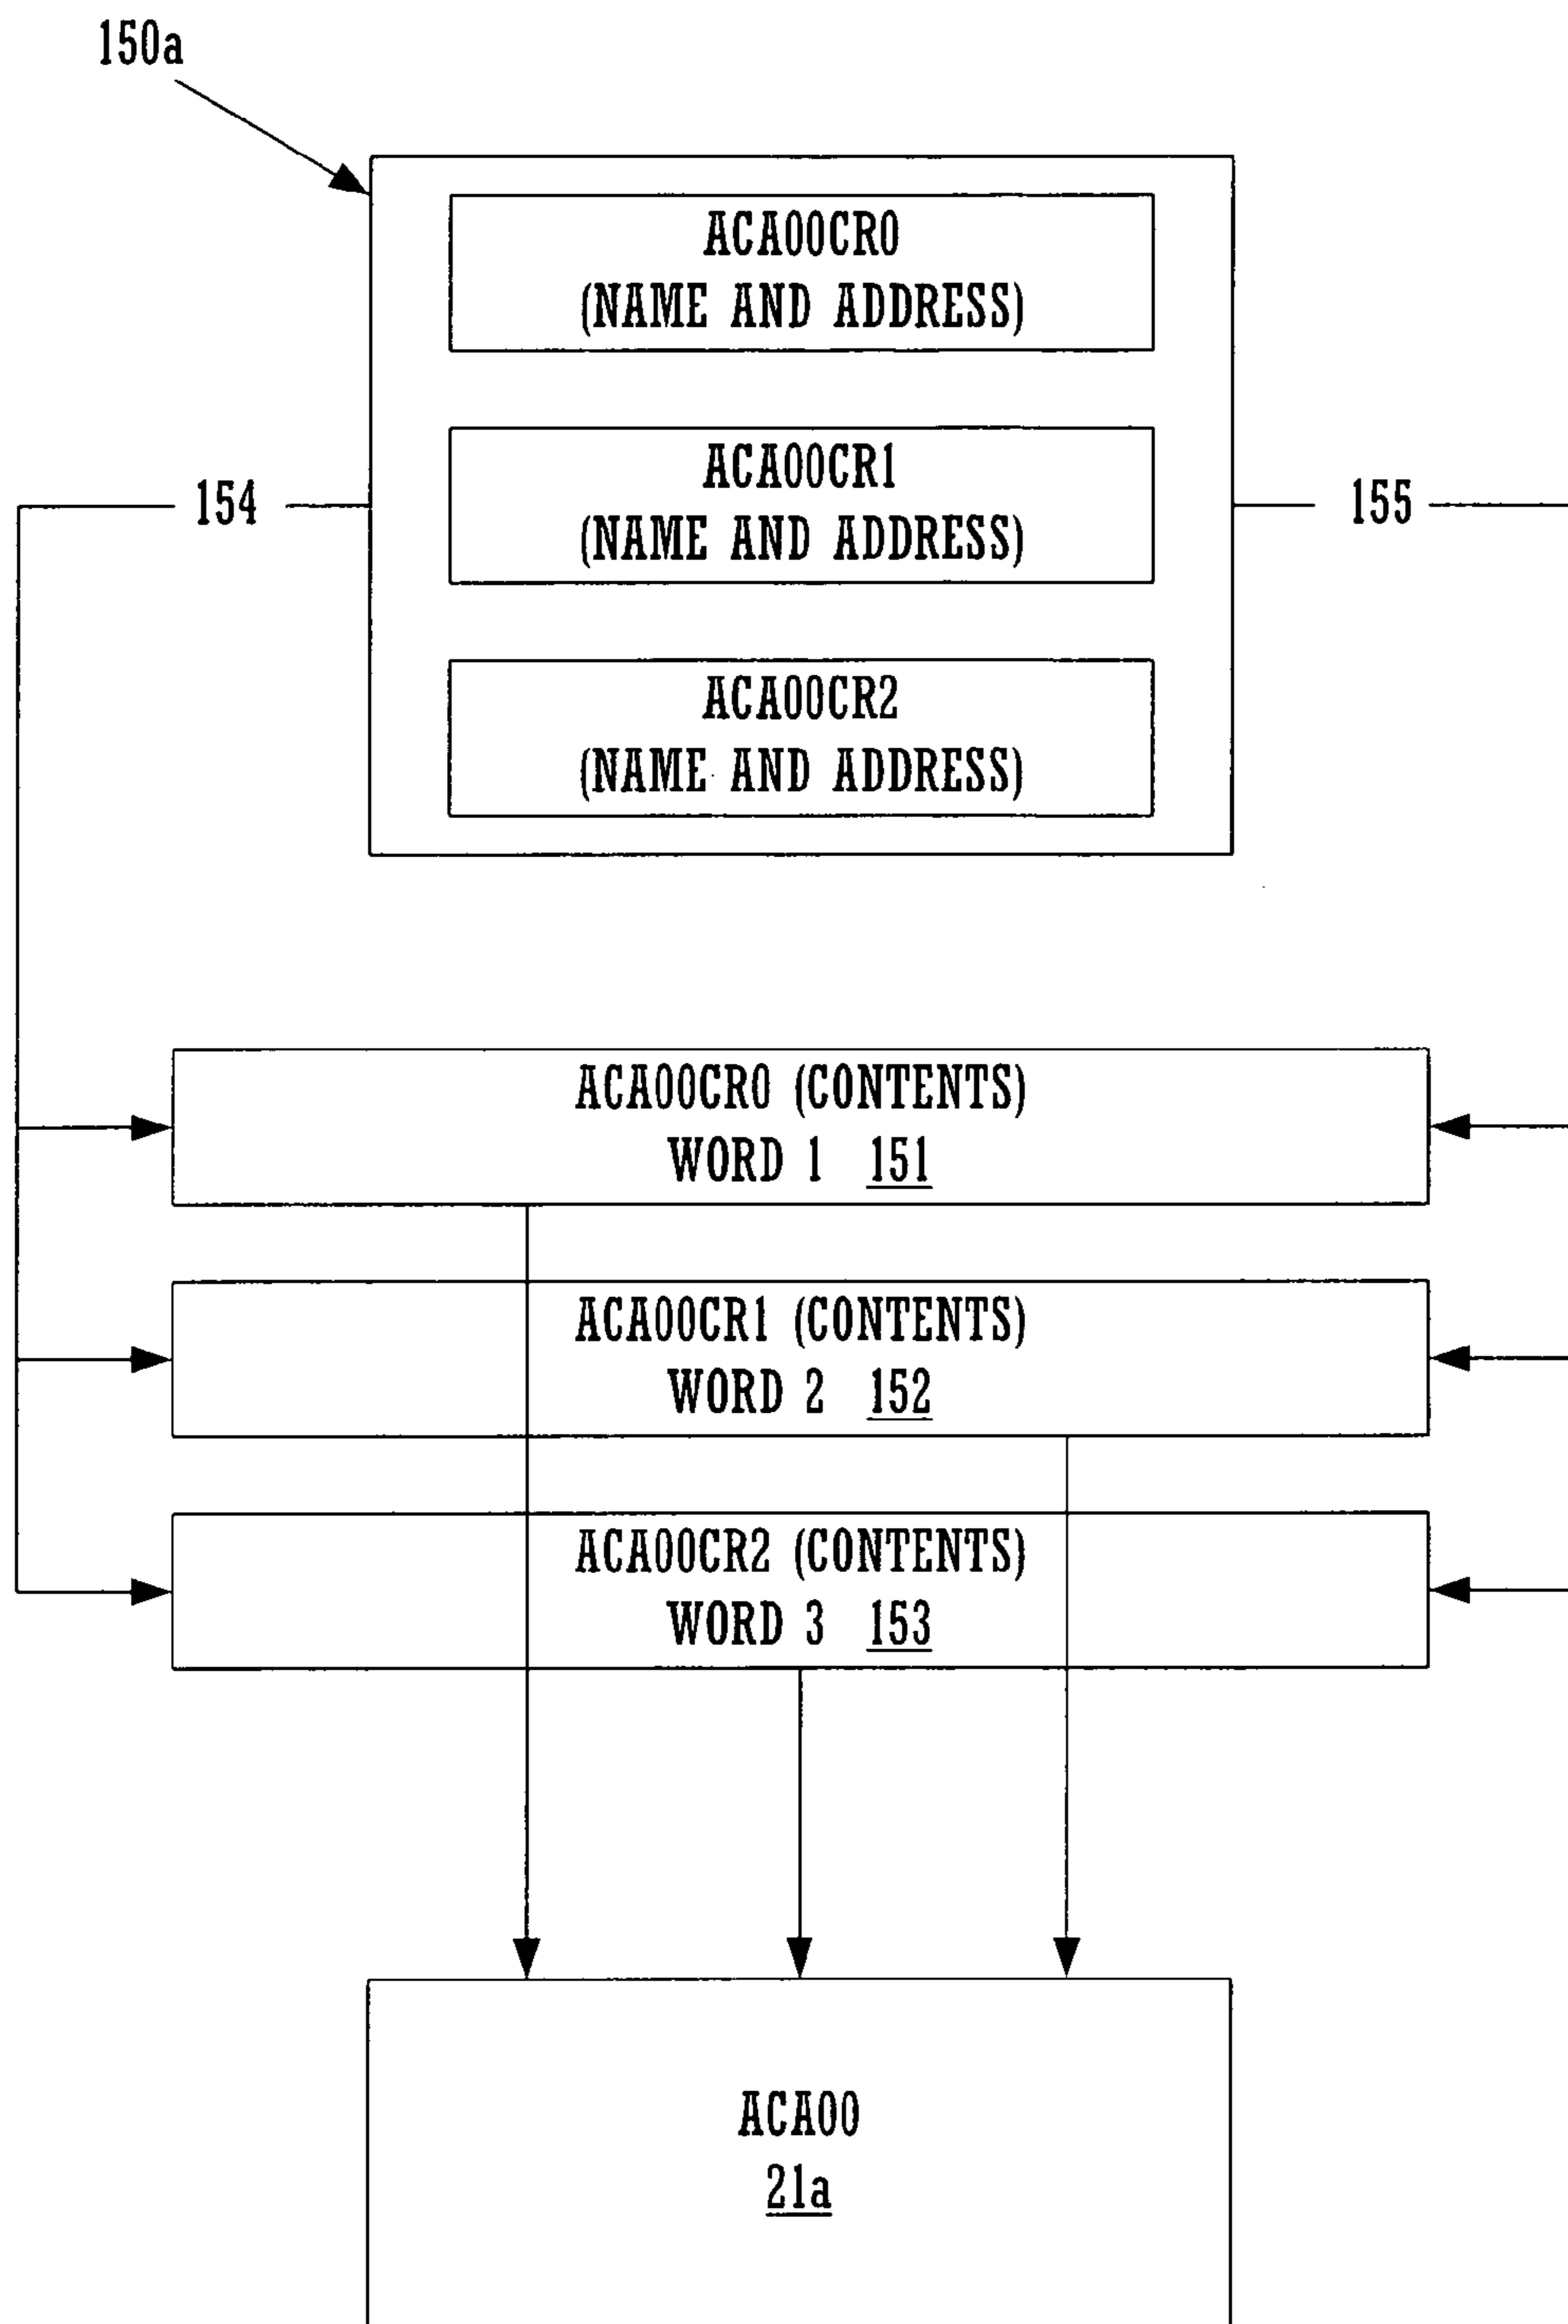 150a
ACA00CR0
(NAME AND ADDRESS)
ACA00CR1
(NAME AND ADDRESS)
154
155
ACA00CR2
(NAME AND ADDRESS)
ACA00CR0 (CONTENTS)
WORD 1 151
ACA00CR1 (CONTENTS)
WORD 2 152
ACA00CR2 (CONTENTS)
WORD 3 153
ACA00
21a